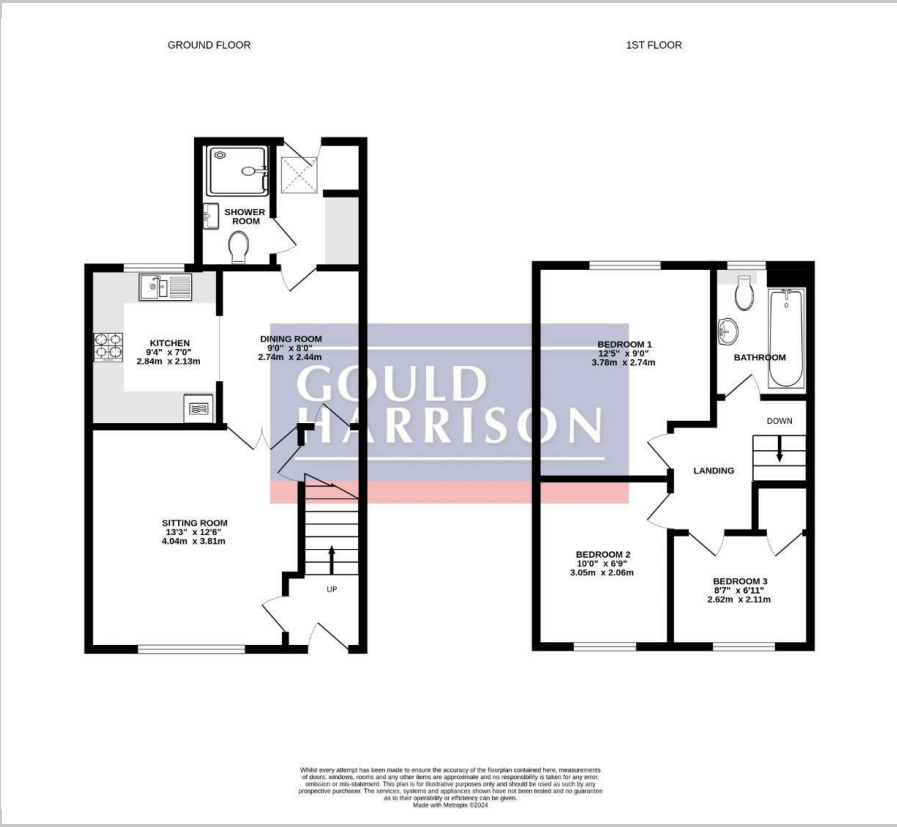 GROUND FLOOR
1ST FLOOR
SHOWER
ROOM
KITCHEN
9'4" x 7'0"
2.84m x 2.13m
DINING ROOM
9'0" x 8'0"
2.74m x 2.44m
BEDROOM 1
12'5" x 9'0"
3.78m x 2.74m
BATHROOM
GOULD
HARRISON
DOWN
LANDING
SITTING ROOM
13'3" x 12'6"
4.04m x 3.81m
UP
BEDROOM 2
10'0" x 6'9"
3.05m x 2.06m
BEDROOM 3
8'7" x 6'11"
2.62m x 2.11m
Whilst every attempt has been made to ensure the accuracy of the floorplan contained here, measurements
of doors, windows, rooms and any other items are approximate and no responsibility is taken for any error,
omission or mis-statement. This plan is for illustrative purposes only and should be used as such by any
prospective purchaser. The services, systems and appliances shown have not been tested and no guarantee
as to their operability or efficiency can be given.
Made with Metropix ©2024